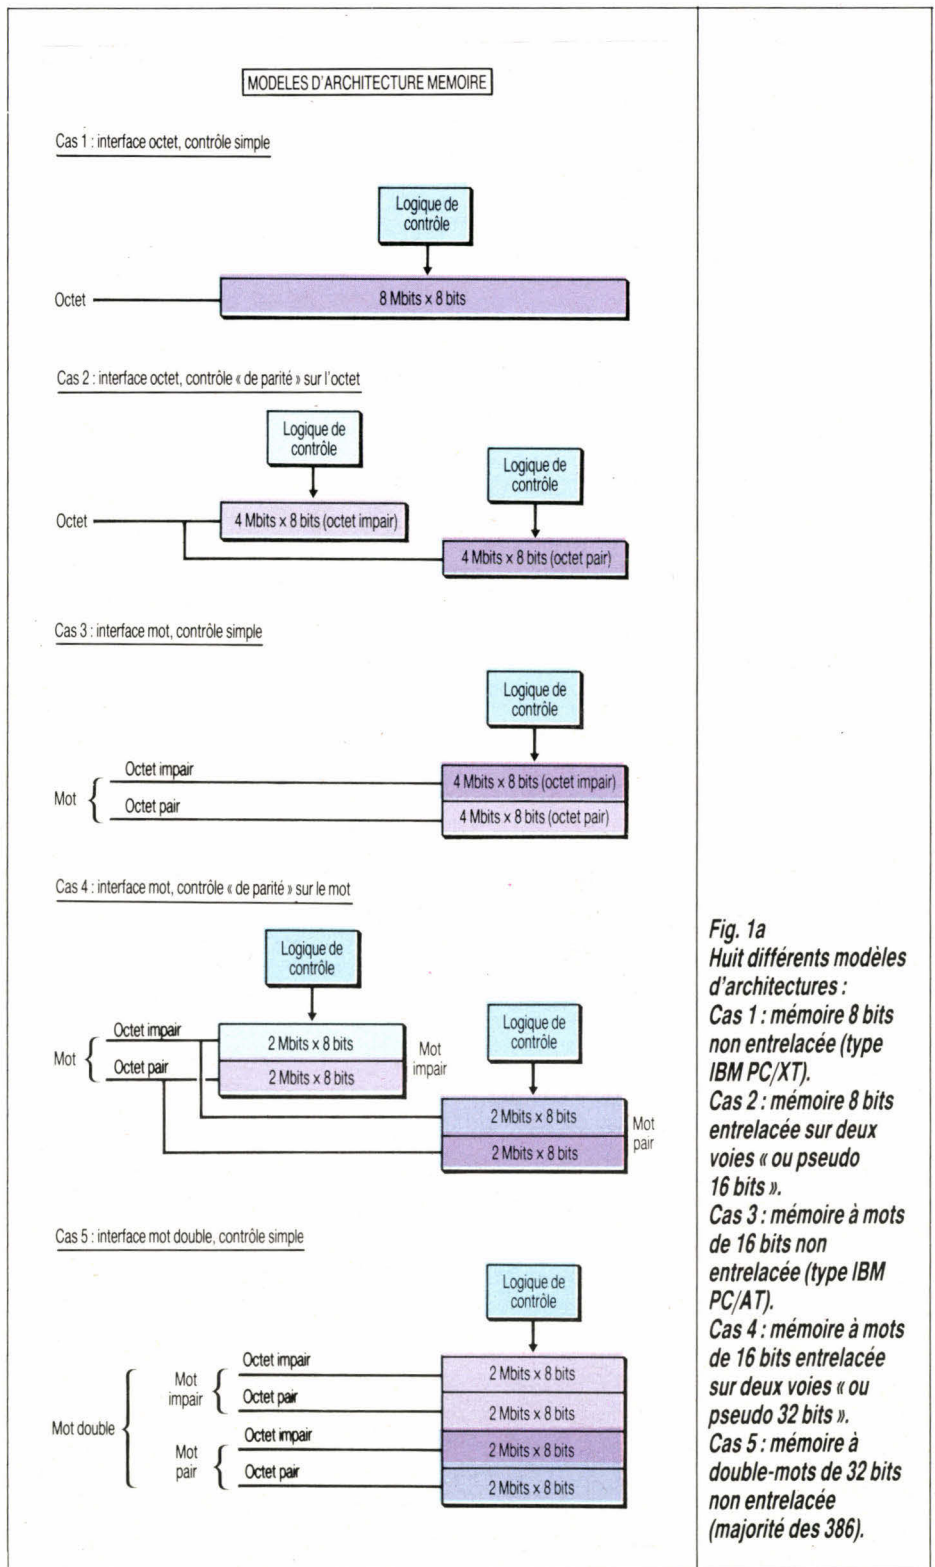 MODELES D'ARCHITECTURE MEMOIRE
Cas 1 : interface octet, contrôle simple
Logique de
contrôle
Octet
8 Mbits × 8 bits
Cas 2 : interface octet, contrôle « de parité » sur l'octet
Logique de
contrôle
Logique de
contrôle
Octet
4 Mbits × 8 bits (octet impair)
4 Mbits × 8 bits (octet pair)
Cas 3 : interface mot, contrôle simple
Logique de
contrôle
Mot
Octet impair
Octet pair
4 Mbits × 8 bits (octet impair)
4 Mbits × 8 bits (octet pair)
Cas 4 : interface mot, contrôle « de parité » sur le mot
Logique de
contrôle
Logique de
contrôle
Mot
Octet impair
Octet pair
2 Mbits × 8 bits
2 Mbits × 8 bits
Mot
impair
2 Mbits × 8 bits
2 Mbits × 8 bits
Mot
pair
Cas 5 : interface mot double, contrôle simple
Logique de
contrôle
Mot double
Mot
impair
Octet impair
Octet pair
Mot
pair
Octet impair
Octet pair
2 Mbits × 8 bits
2 Mbits × 8 bits
2 Mbits × 8 bits
2 Mbits × 8 bits
Fig. 1a
Huit différents modèles
d'architectures :
Cas 1 : mémoire 8 bits
non entrelacée (type
IBM PC/XT).
Cas 2 : mémoire 8 bits
entrelacée sur deux
voies « ou pseudo
16 bits ».
Cas 3 : mémoire à mots
de 16 bits non
entrelacée (type IBM
PC/AT).
Cas 4 : mémoire à mots
de 16 bits entrelacée
sur deux voies « ou
pseudo 32 bits ».
Cas 5 : mémoire à
double-mots de 32 bits
non entrelacée
(majorité des 386).